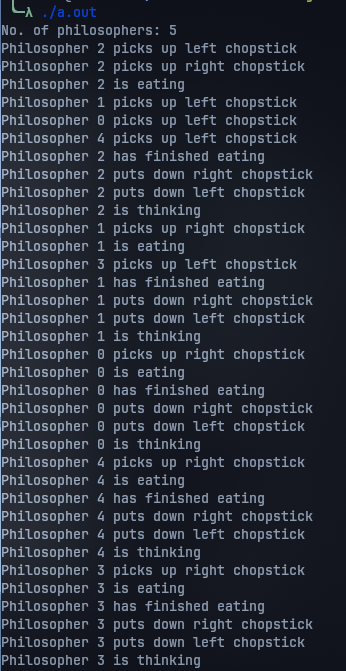 λ ./a.out
No. of philosophers: 5
Philosopher 2 picks up left chopstick
Philosopher 2 picks up right chopstick
Philosopher 2 is eating
Philosopher 1 picks up left chopstick
Philosopher 0 picks up left chopstick
Philosopher 4 picks up left chopstick
Philosopher 2 has finished eating
Philosopher 2 puts down right chopstick
Philosopher 2 puts down left chopstick
Philosopher 2 is thinking
Philosopher 1 picks up right chopstick
Philosopher 1 is eating
Philosopher 3 picks up left chopstick
Philosopher 1 has finished eating
Philosopher 1 puts down right chopstick
Philosopher 1 puts down left chopstick
Philosopher 1 is thinking
Philosopher 0 picks up right chopstick
Philosopher 0 is eating
Philosopher 0 has finished eating
Philosopher 0 puts down right chopstick
Philosopher 0 puts down left chopstick
Philosopher 0 is thinking
Philosopher 4 picks up right chopstick
Philosopher 4 is eating
Philosopher 4 has finished eating
Philosopher 4 puts down right chopstick
Philosopher 4 puts down left chopstick
Philosopher 4 is thinking
Philosopher 3 picks up right chopstick
Philosopher 3 is eating
Philosopher 3 has finished eating
Philosopher 3 puts down right chopstick
Philosopher 3 puts down left chopstick
Philosopher 3 is thinking